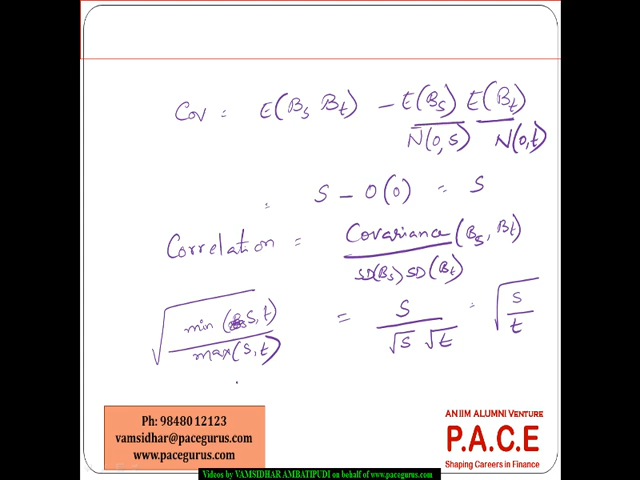 Cov = E(Bs Bt) – E(Bs) E(Bt)
N(0,s) N(0,t)
= S – 0(0) = S
Correlation = Covariance (Bs, Bt)
SD(Bs) SD(Bt)
√ min (s, t) = S = √ s
max (s, t) √s √t t
Ph: 98480 12123
vamsidhar@pacegurus.com
www.pacegurus.com
AN IIM ALUMNI VENTURE
P.A.C.E
Shaping Careers in Finance
Videos by VAMSIDHAR AMBATIPUDI on behalf of www.pacegurus.com